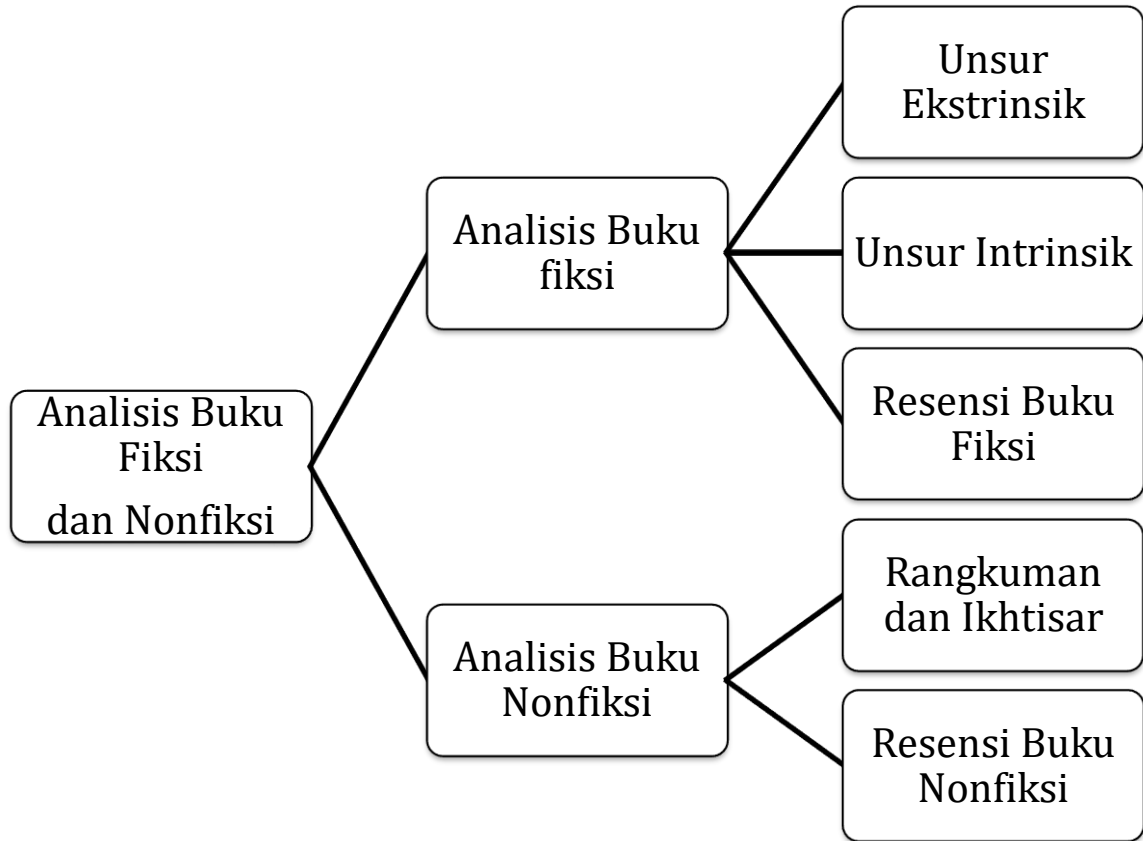 Analisis Buku
Fiksi
dan Nonfiksi
Analisis Buku
fiksi
Unsur
Ekstrinsik
Unsur Intrinsik
Resensi Buku
Fiksi
Analisis Buku
Nonfiksi
Rangkuman
dan Ikhtisar
Resensi Buku
Nonfiksi